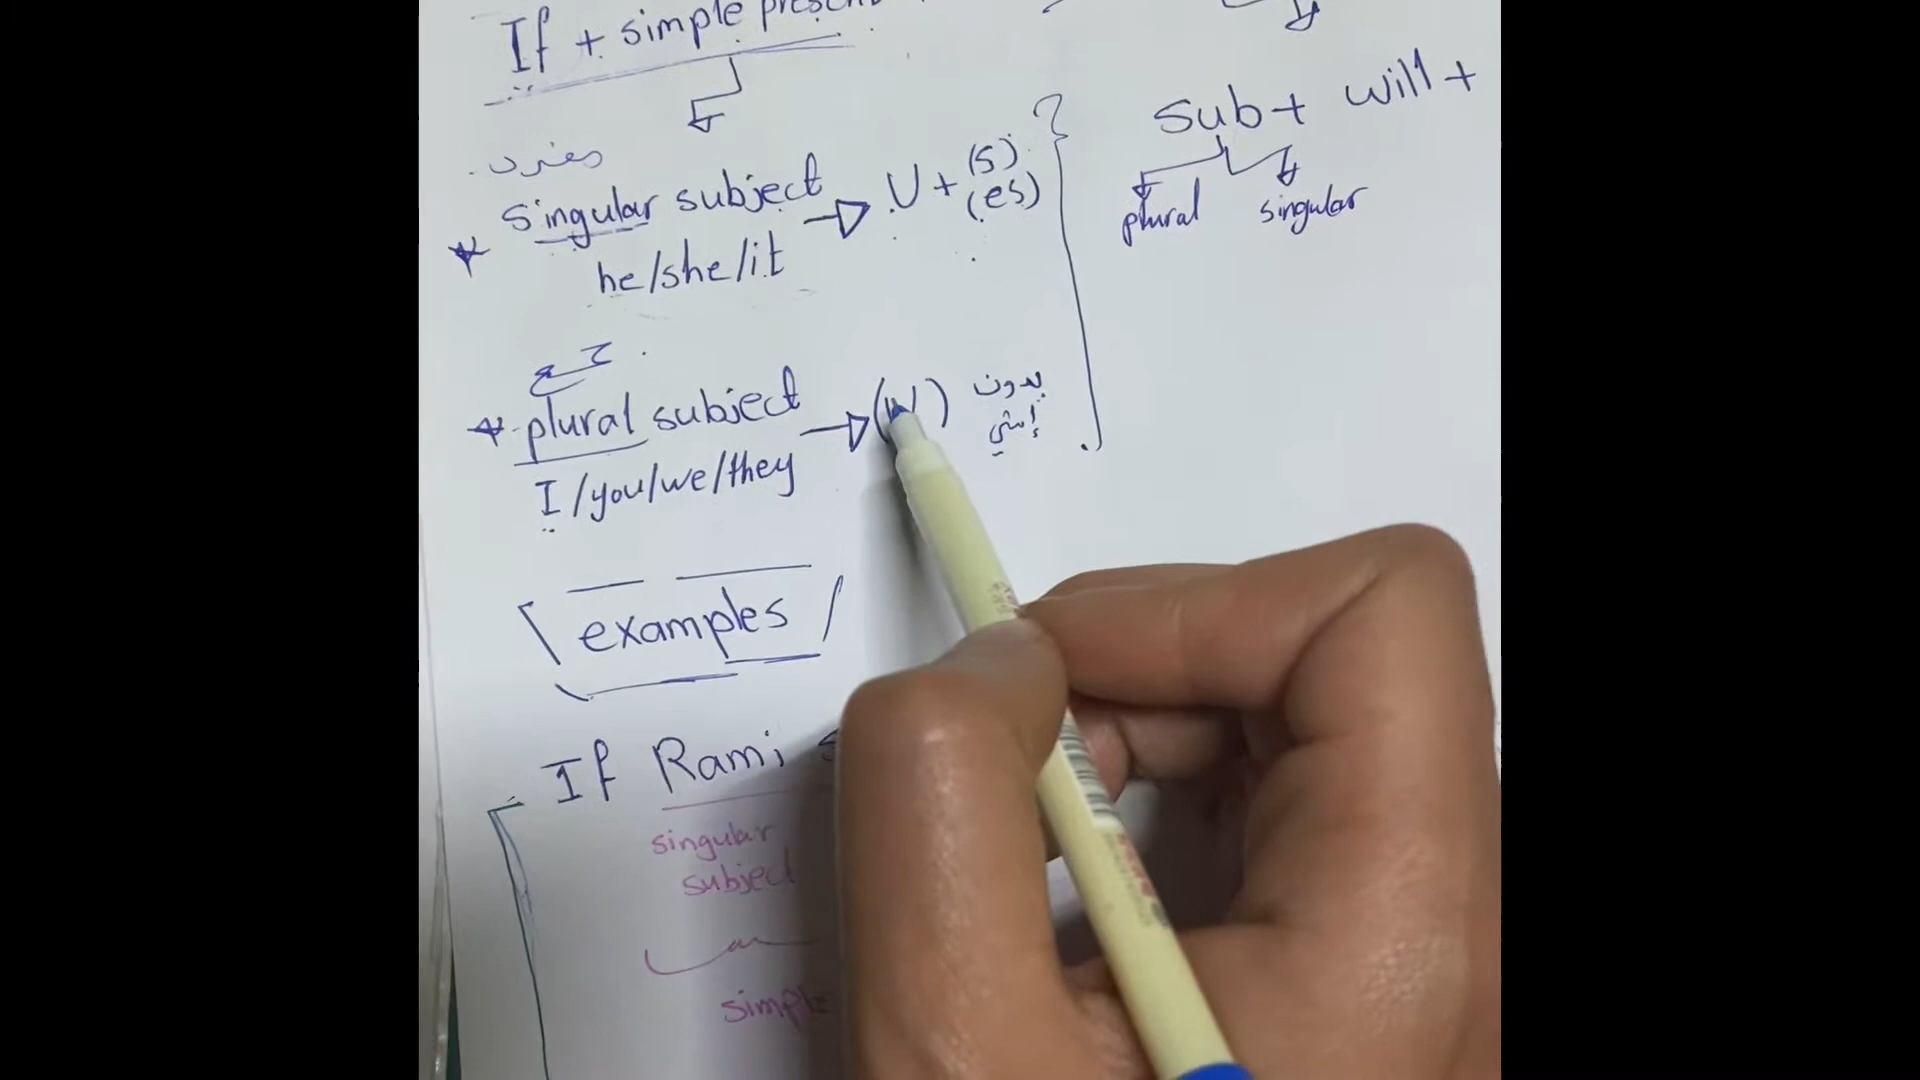 If + simple present
مفرد
singular subject → V + (s) (es)
he/she/it
جمع
plural subject → (V) بدون إشي
I/you/we/they
examples
If Rami
singular
subject
simple
sub + will +
plural singular